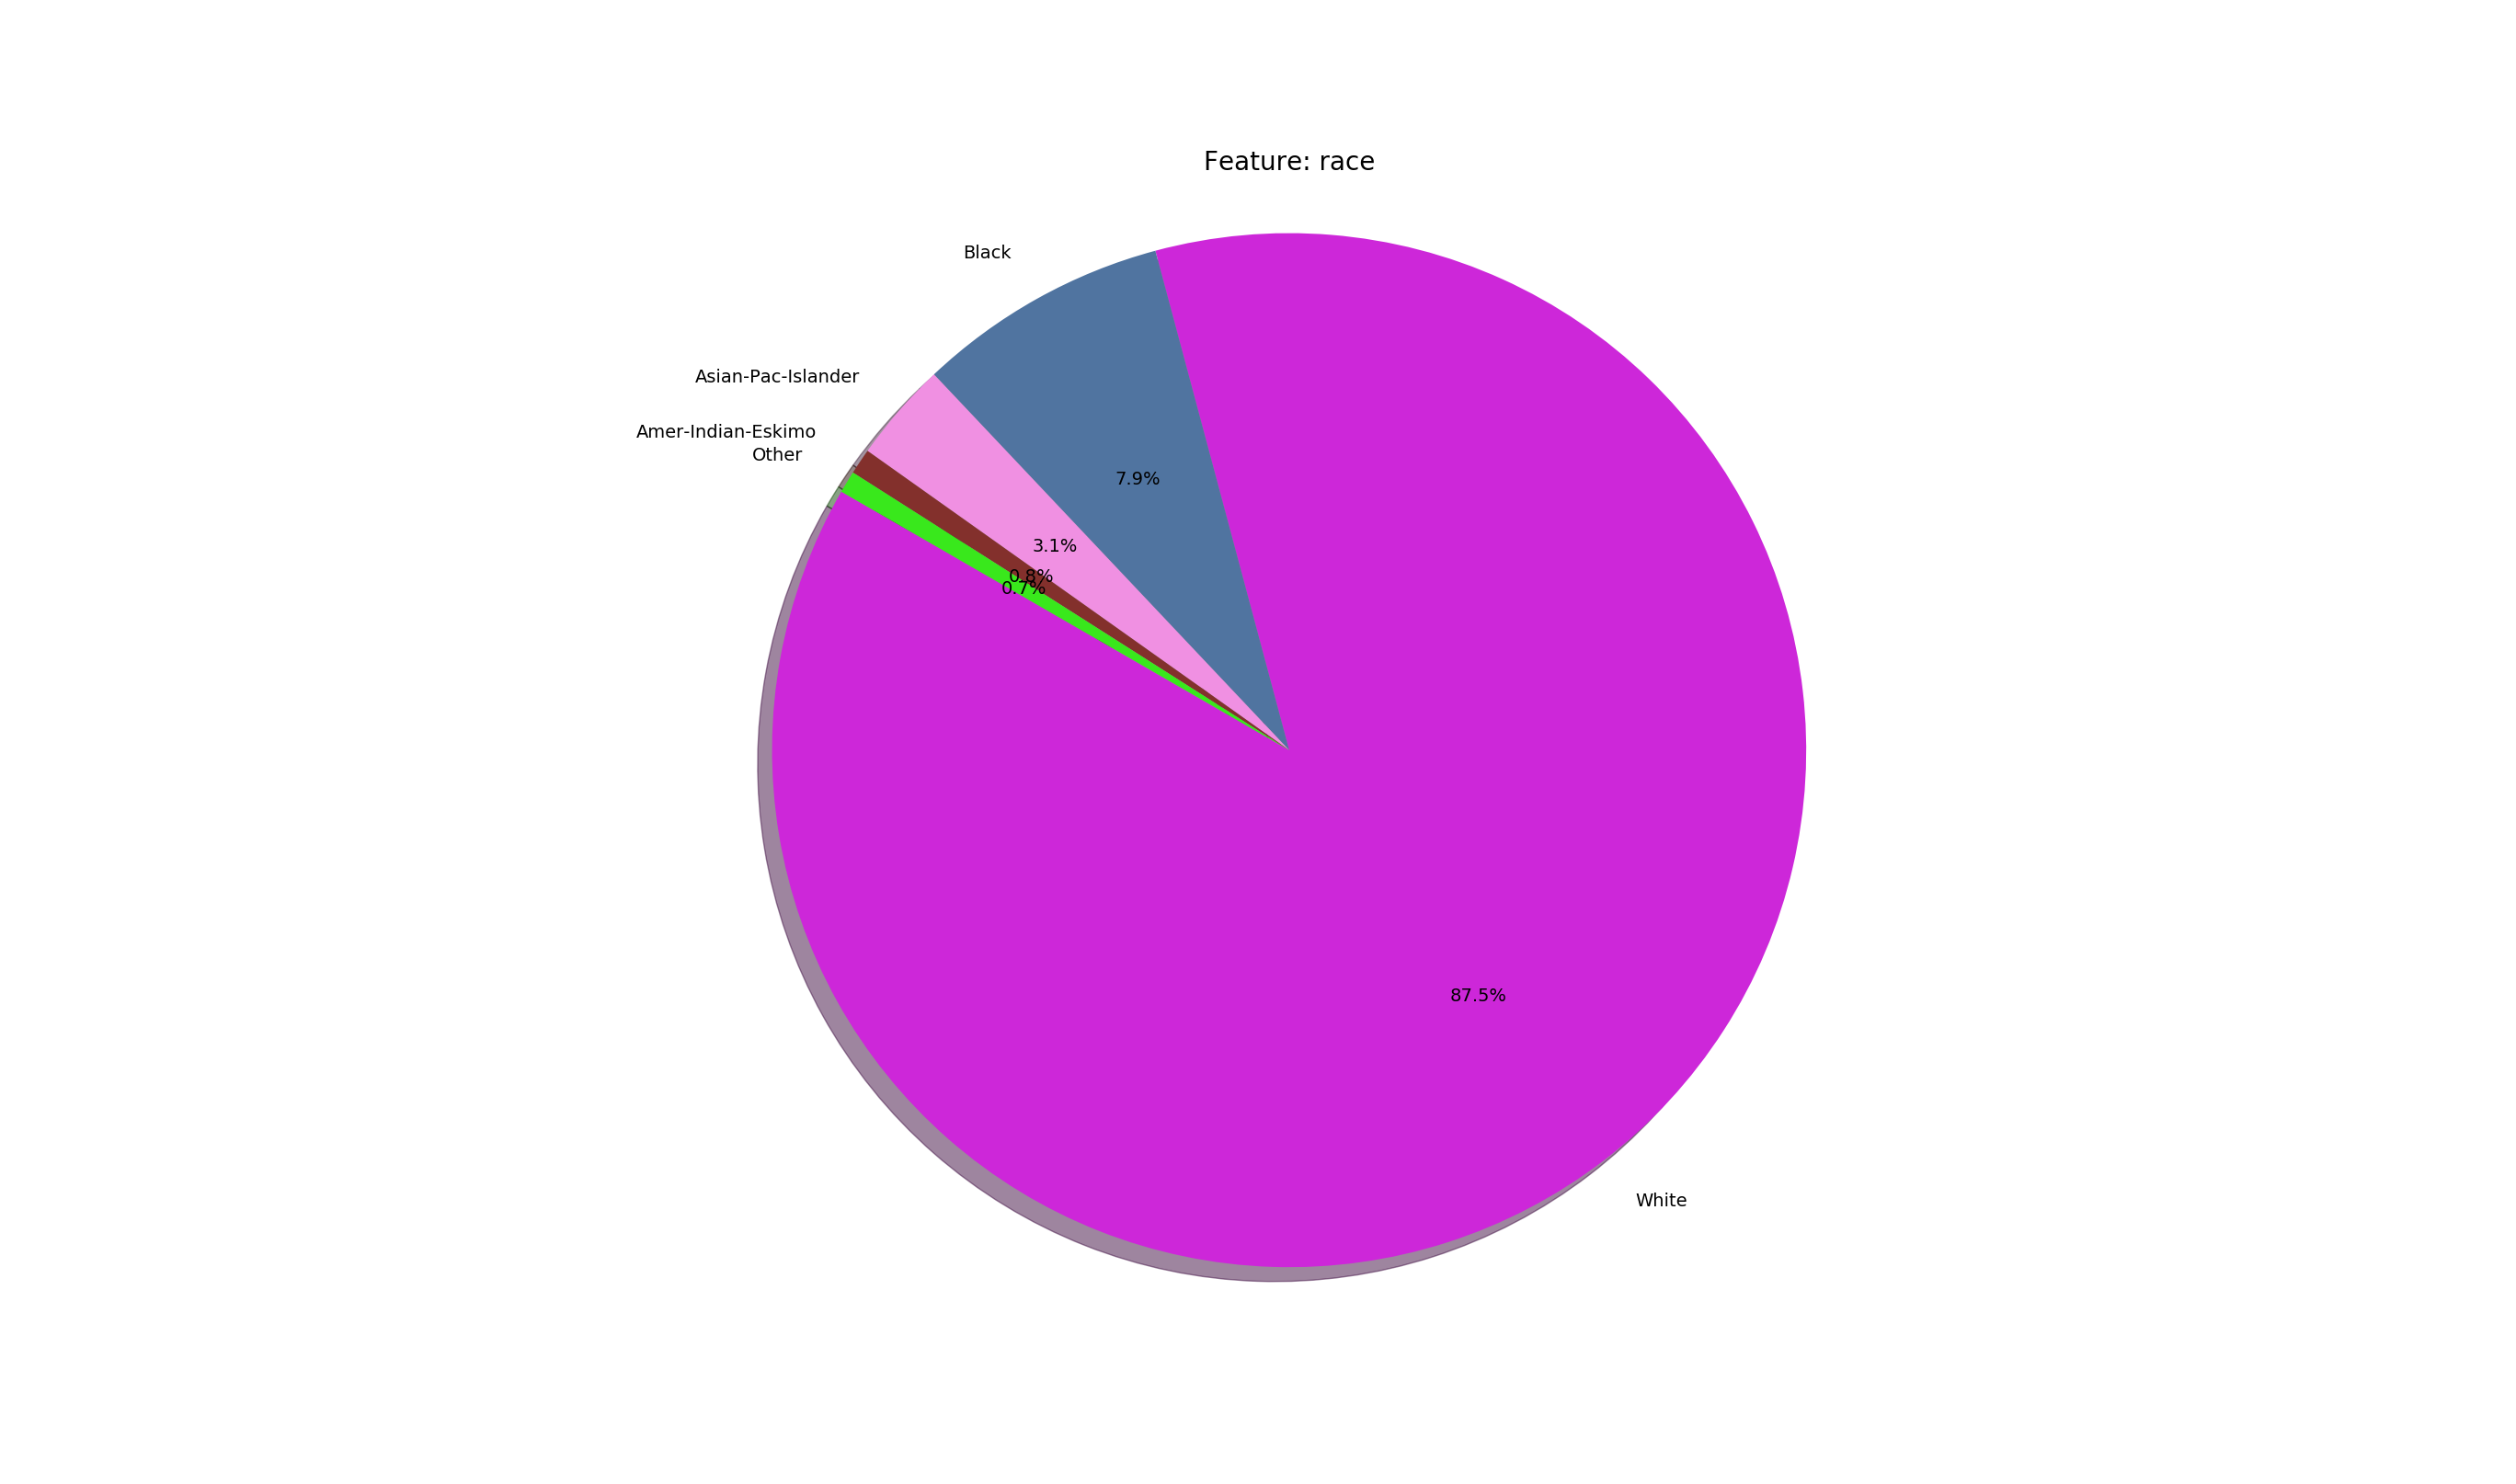 Feature: race
Black
Asian-Pac-Islander
Amer-Indian-Eskimo
Other
7.9%
3.1%
0.8%
0.7%
87.5%
White